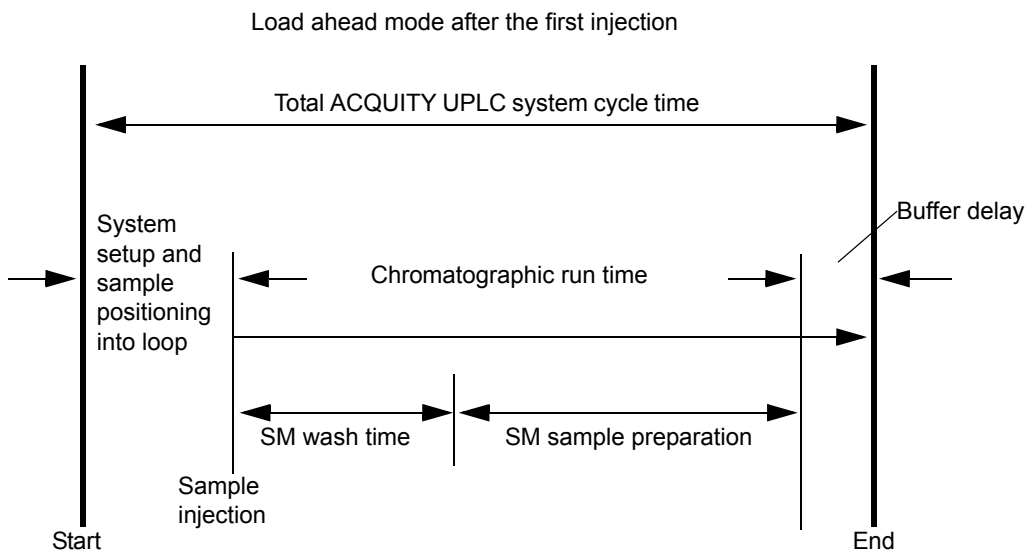 Load ahead mode after the first injection
Total ACQUITY UPLC system cycle time
System
setup and
sample
positioning
into loop
Buffer delay
Chromatographic run time
SM wash time
SM sample preparation
Sample
injection
Start
End